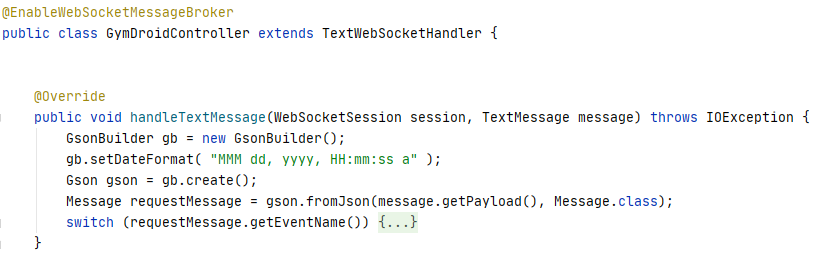 @EnableWebSocketMessageBroker
public class GymDroidController extends TextWebSocketHandler {
@Override
public void handleTextMessage(WebSocketSession session, TextMessage message) throws IOException {
GsonBuilder gb = new GsonBuilder();
gb.setDateFormat( "MMM dd, yyyy, HH:mm:ss a" );
Gson gson = gb.create();
Message requestMessage = gson.fromJson(message.getPayload(), Message.class);
switch (requestMessage.getEventName()) {...}
}